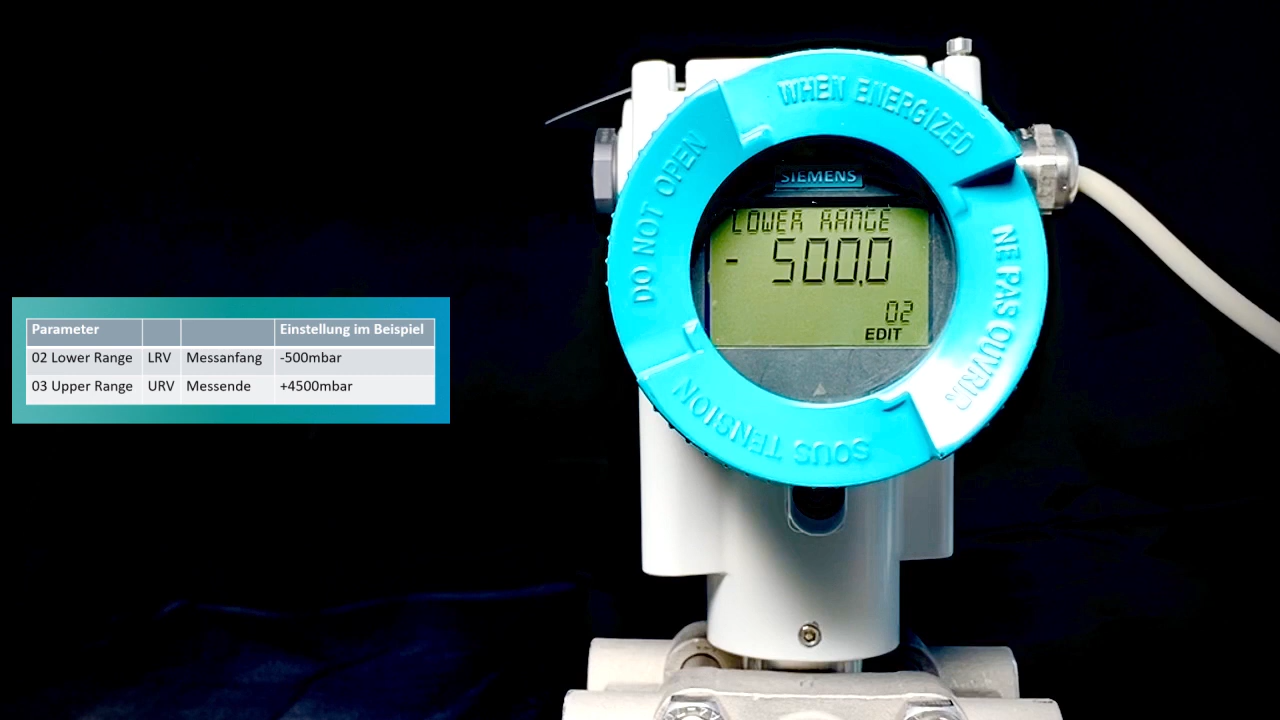 Parameter Einstellung im Beispiel
02 Lower Range LRV Messanfang -500mbar
03 Upper Range URV Messende +4500mbar
WHEN ENERGIZED
DO NOT OPEN
NE PAS OUVRIR
SOUS TENSION
SIEMENS
LOWER RANGE
- 500.0
02
EDIT